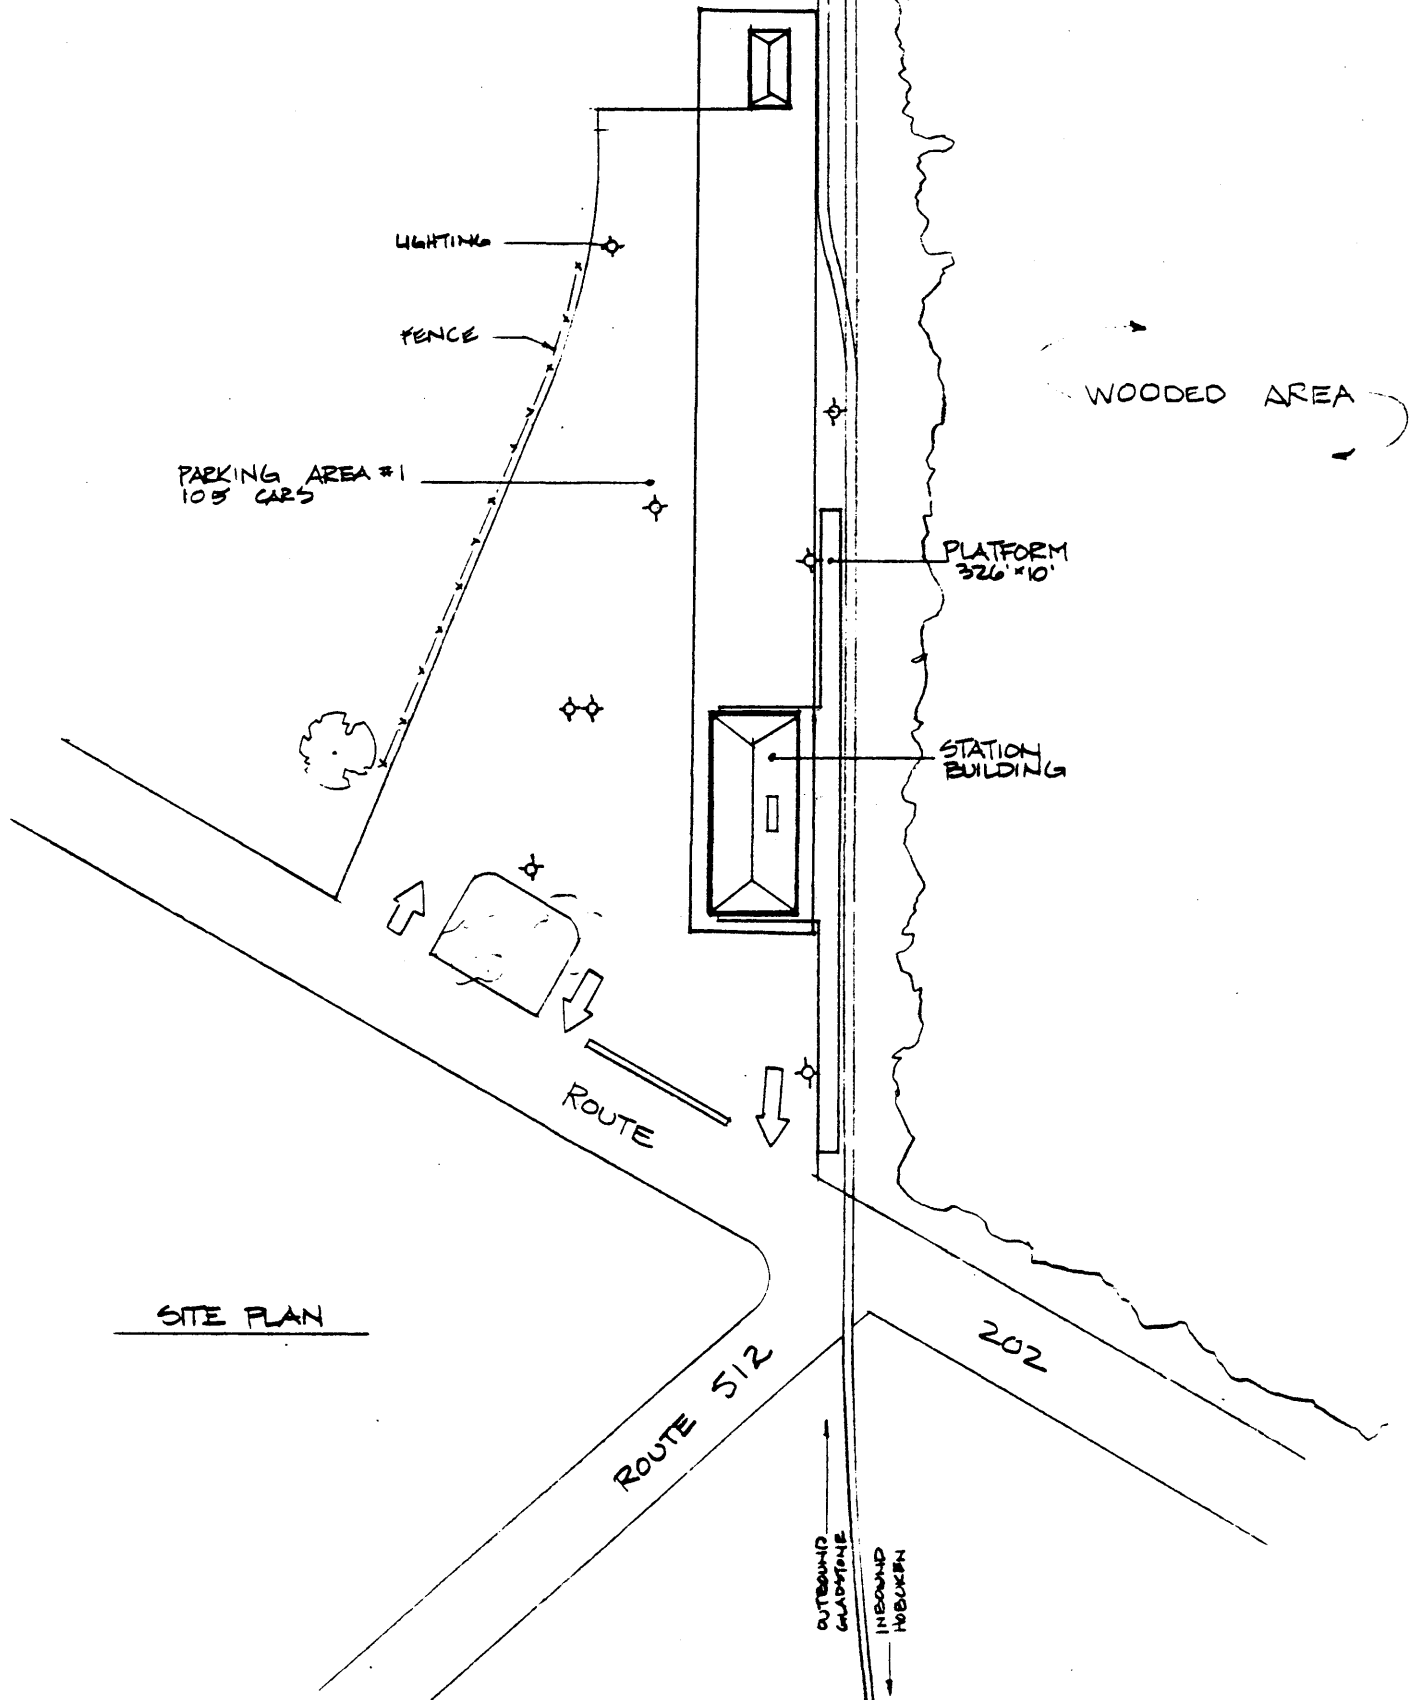 LIGHTING
FENCE
WOODED AREA
PARKING AREA #1
105 CARS
PLATFORM
326'x10'
STATION
BUILDING
ROUTE
202
SITE PLAN
ROUTE 512
OUTBOUND
GLADSTONE
INBOUND
HOBOKEN